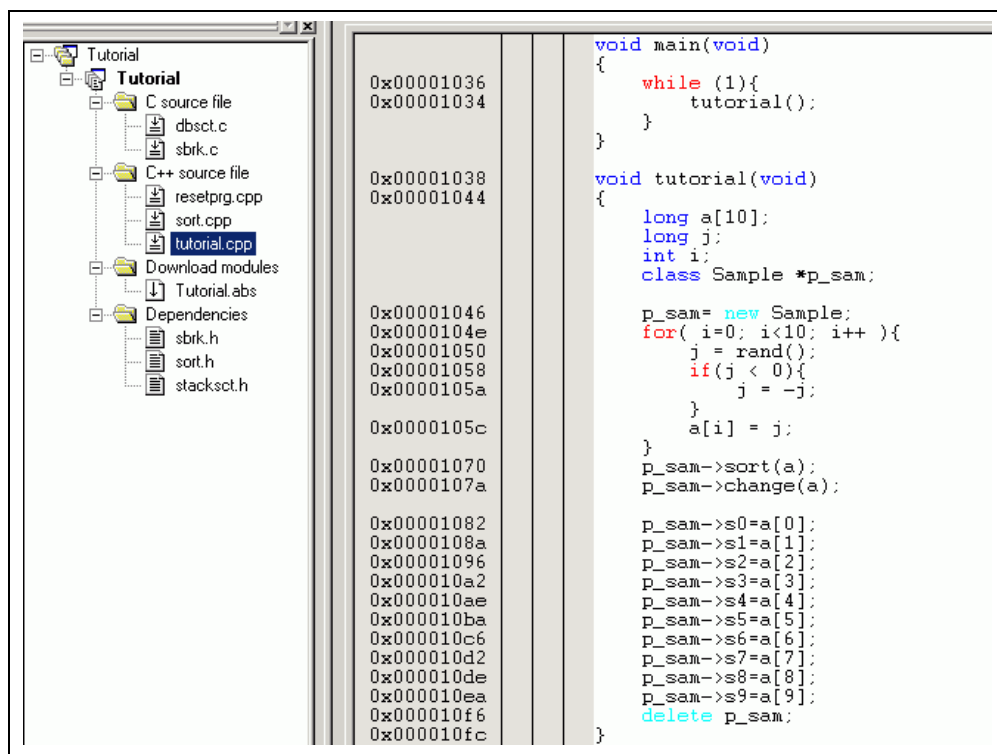 Tutorial
Tutorial
C source file
dbsct.c
sbrk.c
C++ source file
resetprg.cpp
sort.cpp
tutorial.cpp
Download modules
Tutorial.abs
Dependencies
sbrk.h
sort.h
stacksct.h
void main(void)
{
0x00001036 while (1){
0x00001034 tutorial();
}
}
0x00001038 void tutorial(void)
0x00001044 {
long a[10];
long j;
int i;
class Sample *p_sam;
0x00001046 p_sam= new Sample;
0x0000104e for( i=0; i<10; i++ ){
0x00001050 j = rand();
0x00001058 if(j < 0){
0x0000105a j = -j;
}
0x0000105c a[i] = j;
}
0x00001070 p_sam->sort(a);
0x0000107a p_sam->change(a);
0x00001082 p_sam->s0=a[0];
0x0000108a p_sam->s1=a[1];
0x00001096 p_sam->s2=a[2];
0x000010a2 p_sam->s3=a[3];
0x000010ae p_sam->s4=a[4];
0x000010ba p_sam->s5=a[5];
0x000010c6 p_sam->s6=a[6];
0x000010d2 p_sam->s7=a[7];
0x000010de p_sam->s8=a[8];
0x000010ea p_sam->s9=a[9];
0x000010f6 delete p_sam;
0x000010fc }